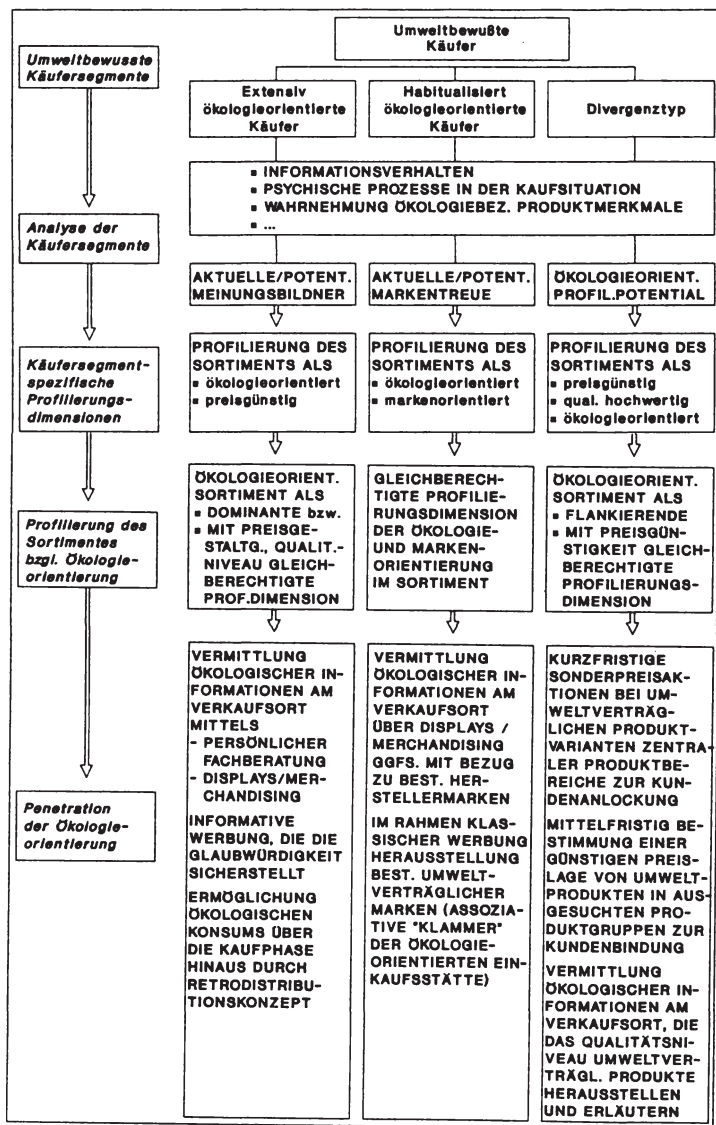 Umweltbewusste
Käufersegmente
Analyse der
Käufersegmente
Käufersegment-
spezifische
Profilierungs-
dimensionen
Profilierung des
Sortimentes
bzgl. Ökologie-
orientierung
Penetration
der Ökologie-
orientierung
Umweltbewußte
Käufer
Extensiv
ökologieorientierte
Käufer
Habitualisiert
ökologieorientierte
Käufer
Divergenztyp
▪ INFORMATIONSVERHALTEN
▪ PSYCHISCHE PROZESSE IN DER KAUFSITUATION
▪ WAHRNEHMUNG ÖKOLOGIEBEZ. PRODUKTMERKMALE
▪ ...
AKTUELLE/POTENT.
MEINUNGSBILDNER
AKTUELLE/POTENT.
MARKENTREUE
ÖKOLOGIEORIENT.
PROFIL.POTENTIAL
PROFILIERUNG DES
SORTIMENTS ALS
▪ ökologieorientiert
▪ preisgünstig
PROFILIERUNG DES
SORTIMENTS ALS
▪ ökologieorientiert
▪ markenorientiert
PROFILIERUNG DES
SORTIMENTS ALS
▪ preisgünstig
▪ qual. hochwertig
▪ ökologieorientiert
ÖKOLOGIEORIENT.
SORTIMENT ALS
▪ DOMINANTE bzw.
▪ MIT PREISGE-
STALTG., QUALIT.-
NIVEAU GLEICH-
BERECHTIGTE
PROF.DIMENSION
GLEICHBERECH-
TIGTE PROFILIE-
RUNGSDIMENSION
DER ÖKOLOGIE-
UND MARKEN-
ORIENTIERUNG
IM SORTIMENT
ÖKOLOGIEORIENT.
SORTIMENT ALS
▪ FLANKIERENDE
▪ MIT PREISGÜN-
STIGKEIT GLEICH-
BERECHTIGTE
PROFILIERUNGS-
DIMENSION
VERMITTLUNG
ÖKOLOGISCHER IN-
FORMATIONEN AM
VERKAUFSORT
MITTELS
- PERSÖNLICHER
FACHBERATUNG
- DISPLAYS/MER-
CHANDISING
INFORMATIVE
WERBUNG, DIE DIE
GLAUBWÜRDIGKEIT
SICHERSTELLT
ERMÖGLICHUNG
ÖKOLOGISCHEN
KONSUMS ÜBER
DIE KAUFPHASE
HINAUS DURCH
RETRODISTRIBU-
TIONSKONZEPT
VERMITTLUNG
ÖKOLOGISCHER IN-
FORMATIONEN AM
VERKAUFSORT
ÜBER DISPLAYS /
MERCHANDISING
GGFS. MIT BEZUG
ZU BEST. HER-
STELLERMARKEN
IM RAHMEN KLAS-
SISCHER WERBUNG
HERAUSSTELLUNG
BEST. UMWELT-
VERTRÄGLICHER
MARKEN (ASSOZIA-
TIVE "KLAMMER"
DER ÖKOLOGIE-
ORIENTIERTEN EIN-
KAUFSSTÄTTE)
KURZFRISTIGE
SONDERPREISAK-
TIONEN BEI UM-
WELTVERTRÄG-
LICHEN PRODUKT-
VARIANTEN ZENTRA-
LER PRODUKTBE-
REICHE ZUR KUN-
DENANLOCKUNG
MITTELFRISTIG BE-
STIMMUNG EINER
GÜNSTIGEN PREIS-
LAGE VON UMWELT-
PRODUKTEN IN AUS-
GESUCHTEN PRO-
DUKTGRUPPEN ZUR
KUNDENBINDUNG
VERMITTLUNG
ÖKOLOGISCHER IN-
FORMATIONEN AM
VERKAUFSORT, DIE
DAS QUALITÄTSNI-
VEAU UMWELTVER-
TRÄGL. PRODUKTE
HERAUSSTELLEN
UND ERLÄUTERN